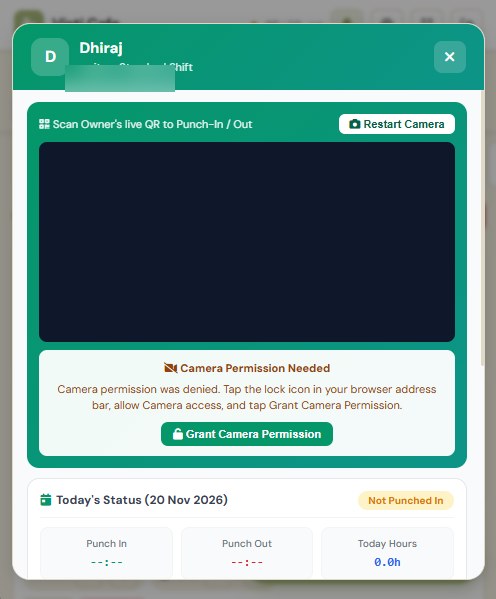 D
Dhiraj
Shift
Scan Owner's live QR to Punch-In / Out
Restart Camera
Camera Permission Needed
Camera permission was denied. Tap the lock icon in your browser address
bar, allow Camera access, and tap Grant Camera Permission.
Grant Camera Permission
Today's Status (20 Nov 2026)
Not Punched In
Punch In
Punch Out
Today Hours
--:--
--:--
0.0h